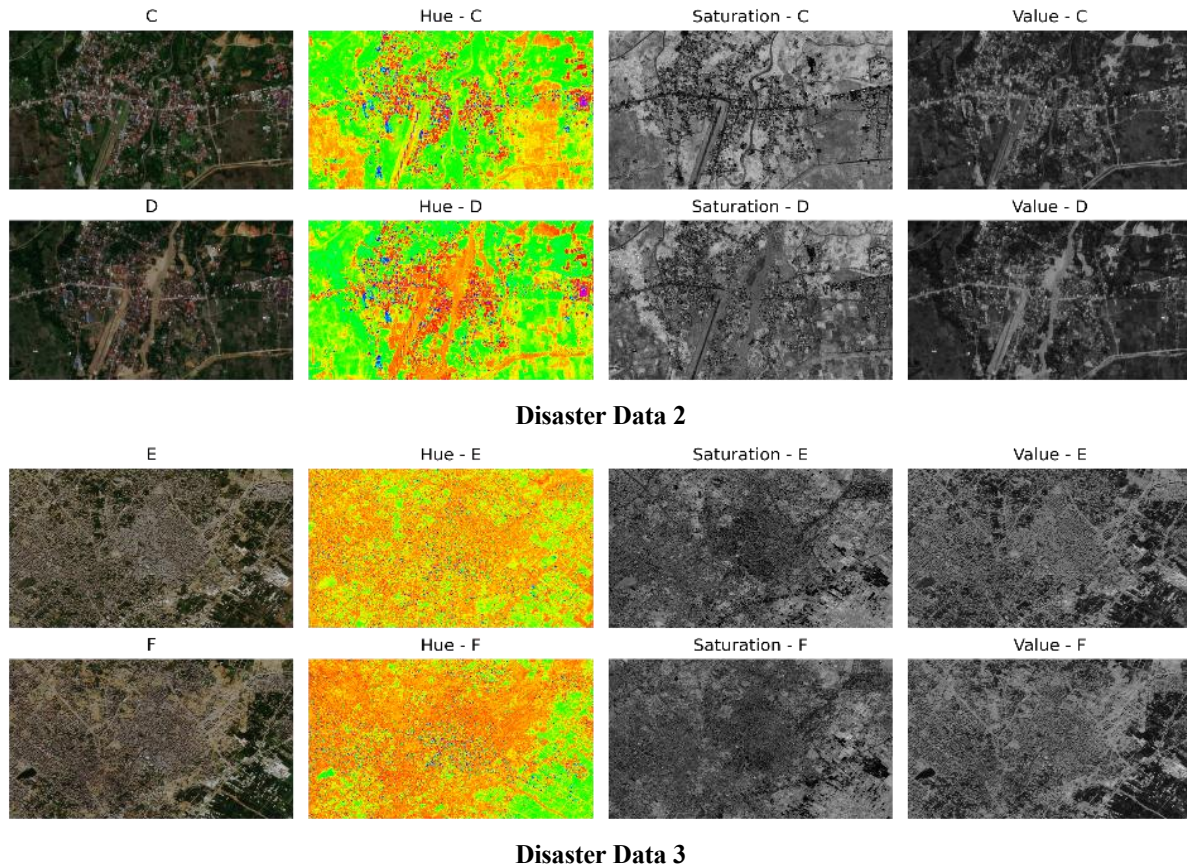 C Hue - C Saturation - C Value - C
D Hue - D Saturation - D Value - D
Disaster Data 2
E Hue - E Saturation - E Value - E
F Hue - F Saturation - F Value - F
Disaster Data 3